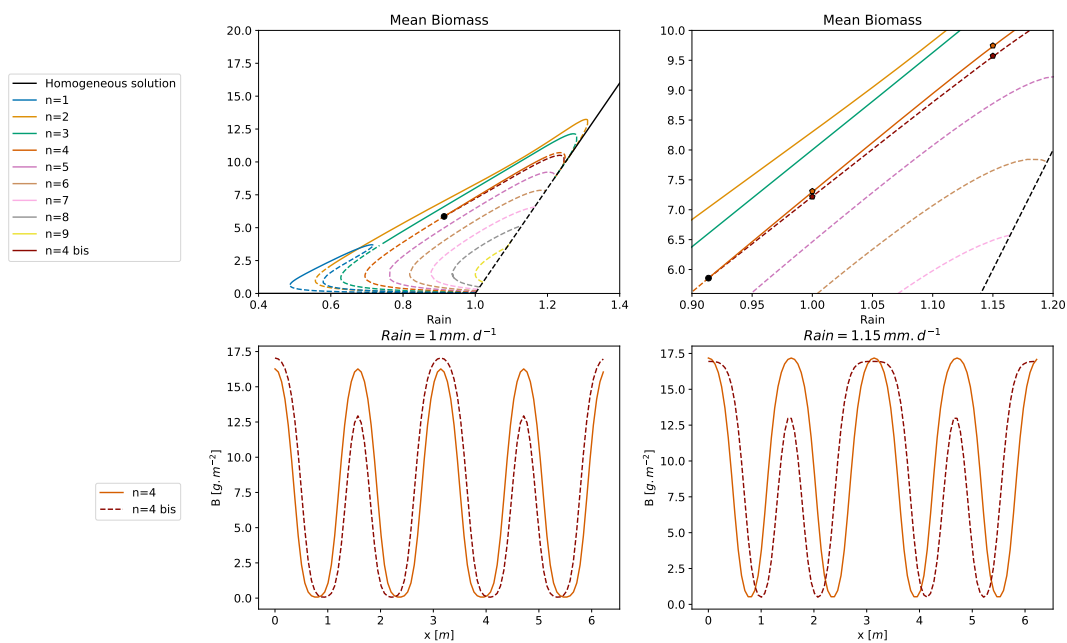 Mean Biomass
Mean Biomass
20.0
17.5
15.0
12.5
10.0
7.5
5.0
2.5
0.0
0.4
0.6
0.8
1.0
1.2
1.4
Rain
10.0
9.5
9.0
8.5
8.0
7.5
7.0
6.5
6.0
0.90
0.95
1.00
1.05
1.10
1.15
1.20
Rain
Homogeneous solution
n=1
n=2
n=3
n=4
n=5
n=6
n=7
n=8
n=9
n=4 bis
Rain = 1 mm. d⁻¹
Rain = 1.15 mm. d⁻¹
B [g. m⁻²]
17.5
15.0
12.5
10.0
7.5
5.0
2.5
0.0
0
1
2
3
4
5
6
x [m]
B [g. m⁻²]
17.5
15.0
12.5
10.0
7.5
5.0
2.5
0.0
0
1
2
3
4
5
6
x [m]
n=4
n=4 bis